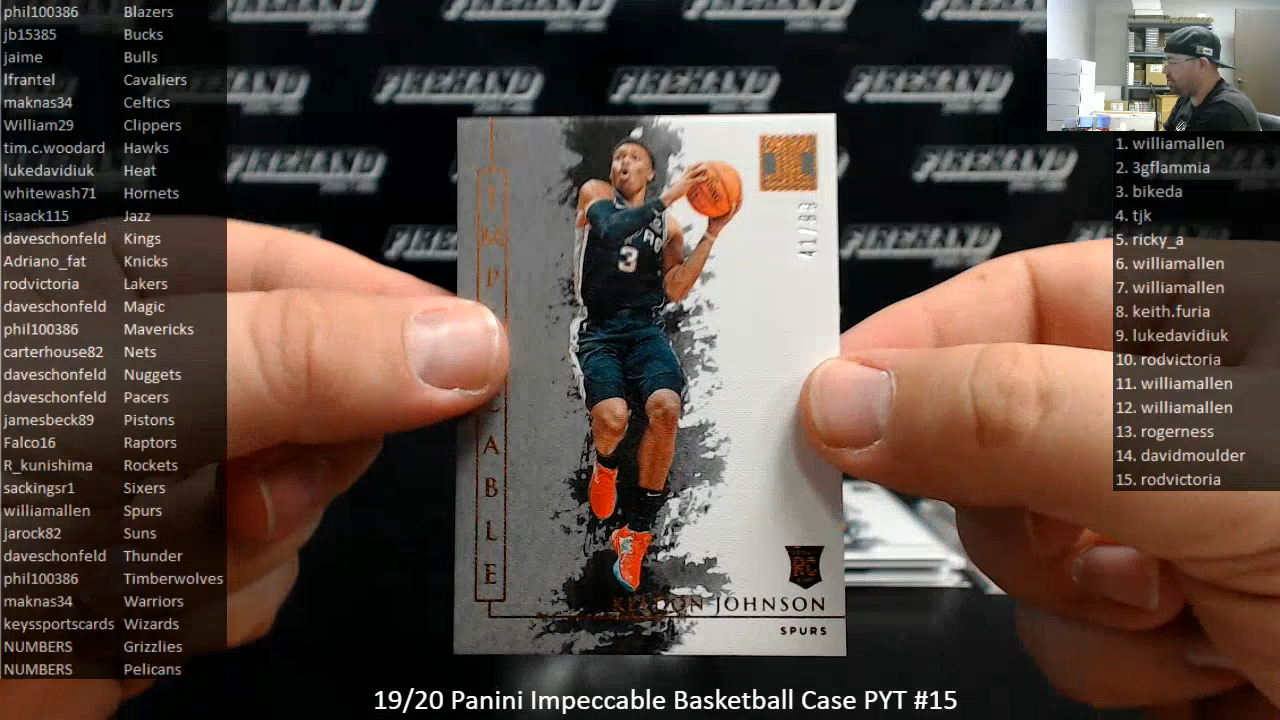 phil100386 Blazers
jb15385 Bucks
jaime Bulls
lfrantel Cavaliers
maknas34 Celtics
William29 Clippers
tim.c.woodard Hawks
lukedavidiuk Heat
whitewash71 Hornets
isaack115 Jazz
daveschonfeld Kings
Adriano_fat Knicks
rodvictoria Lakers
daveschonfeld Magic
phil100386 Mavericks
carterhouse82 Nets
daveschonfeld Nuggets
daveschonfeld Pacers
jamesbeck89 Pistons
Falco16 Raptors
R_kunishima Rockets
sackingsr1 Sixers
williamallen Spurs
jarock82 Suns
daveschonfeld Thunder
phil100386 Timberwolves
maknas34 Warriors
keyssportscards Wizards
NUMBERS Grizzlies
NUMBERS Pelicans
FIREHAND
FIREHAND
FIREHAND
41/99
3
RC
JOHNSON
SPURS
1. williamallen
2. 3gflammia
3. bikeda
4. tjk
5. ricky_a
6. williamallen
7. williamallen
8. keith.furia
9. lukedavidiuk
10. rodvictoria
11. williamallen
12. williamallen
13. rogerness
14. davidmoulder
15. rodvictoria
19/20 Panini Impeccable Basketball Case PYT #15